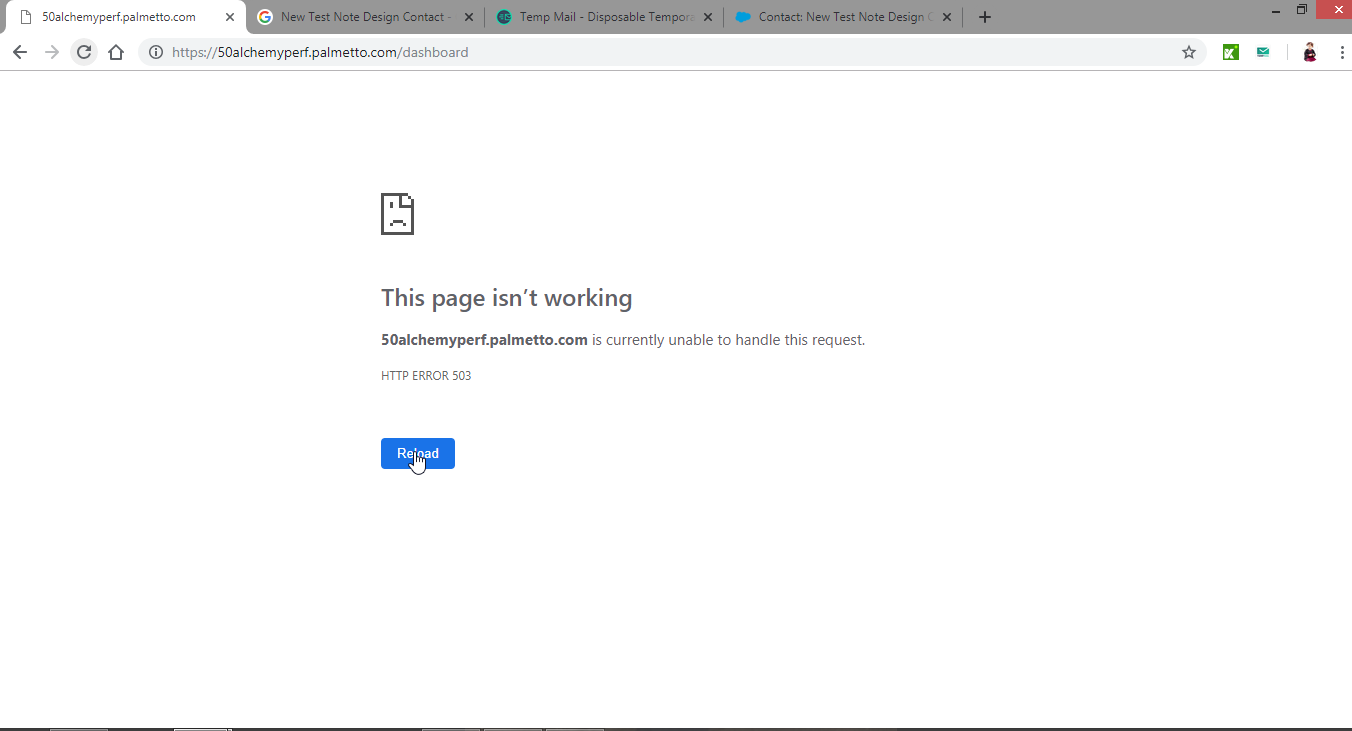 50alchemyperf.palmetto.com
New Test Note Design Contact -
Temp Mail - Disposable Tempora
Contact: New Test Note Design C
https://50alchemyperf.palmetto.com/dashboard
This page isn’t working
50alchemyperf.palmetto.com is currently unable to handle this request.
HTTP ERROR 503
Reload